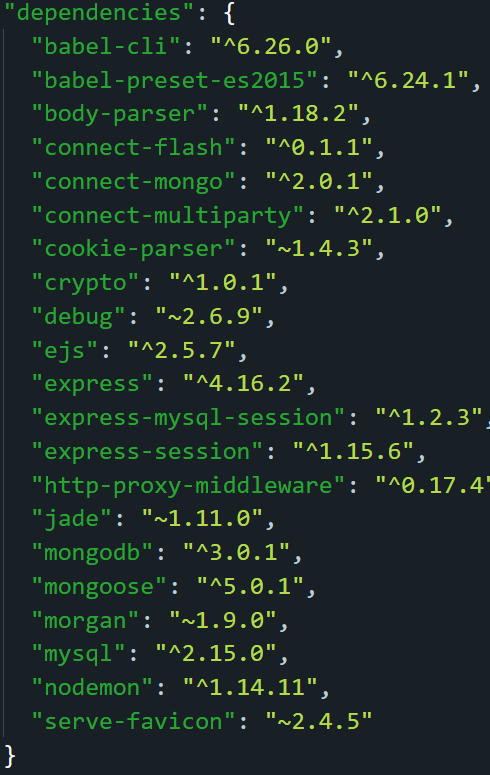 "dependencies": {
"babel-cli": "^6.26.0",
"babel-preset-es2015": "^6.24.1",
"body-parser": "^1.18.2",
"connect-flash": "^0.1.1",
"connect-mongo": "^2.0.1",
"connect-multiparty": "^2.1.0",
"cookie-parser": "~1.4.3",
"crypto": "^1.0.1",
"debug": "~2.6.9",
"ejs": "^2.5.7",
"express": "^4.16.2",
"express-mysql-session": "^1.2.3",
"express-session": "^1.15.6",
"http-proxy-middleware": "^0.17.4"
"jade": "~1.11.0",
"mongodb": "^3.0.1",
"mongoose": "^5.0.1",
"morgan": "~1.9.0",
"mysql": "^2.15.0",
"nodemon": "^1.14.11",
"serve-favicon": "~2.4.5"
}